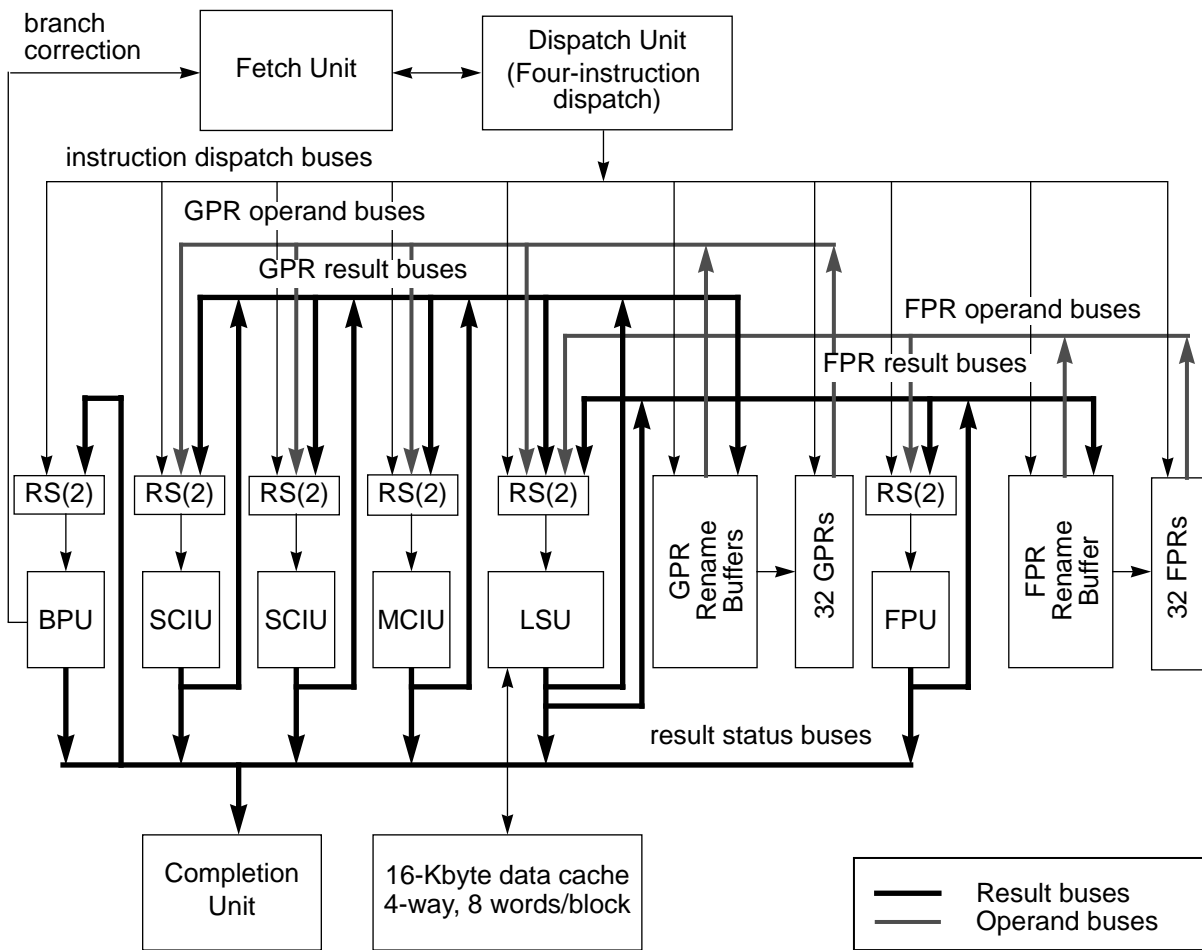 branch
correction
Fetch Unit
Dispatch Unit
(Four-instruction
dispatch)
instruction dispatch buses
GPR operand buses
GPR result buses
FPR operand buses
FPR result buses
RS(2)
RS(2)
RS(2)
RS(2)
RS(2)
RS(2)
BPU
SCIU
SCIU
MCIU
LSU
GPR
Rename
Buffers
32 GPRs
FPU
FPR
Rename
Buffer
32 FPRs
result status buses
Completion
Unit
16-Kbyte data cache
4-way, 8 words/block
Result buses
Operand buses